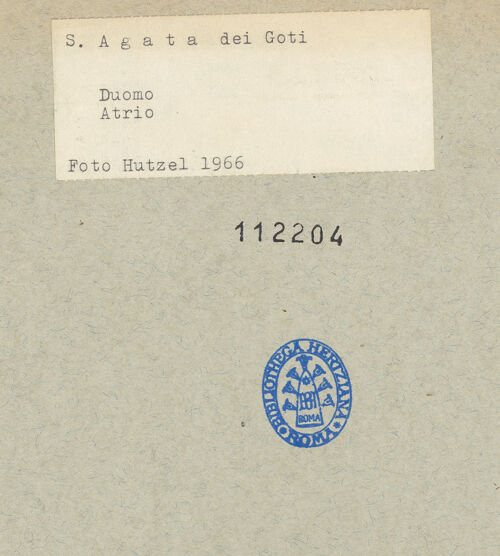 S. A g a t a dei Goti
Duomo
Atrio
Foto Hutzel 1966
112204
BIBLIOTHECA HERTZIANA * ROMA
ROMA